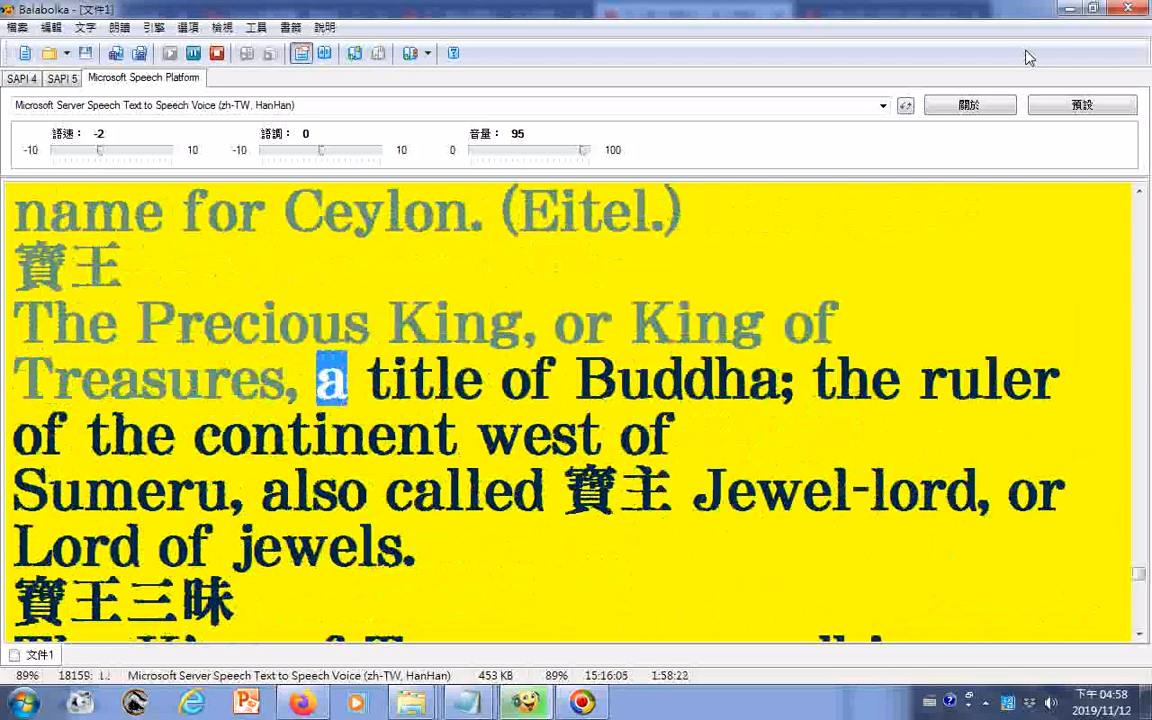 Balabolka - [文件1]
檔案 編輯 文字 朗讀 引擎 選項 檢視 工具 書籤 說明
SAPI 4 SAPI 5 Microsoft Speech Platform
Microsoft Server Speech Text to Speech Voice (zh-TW, HanHan) 關於 預設
語速： -2 語調： 0 音量： 95
-10 10 -10 10 0 100
name for Ceylon. (Eitel.)
寶王
The Precious King, or King of
Treasures, a title of Buddha; the ruler
of the continent west of
Sumeru, also called 寶主 Jewel-lord, or
Lord of jewels.
寶王三昧
文件1
89% Microsoft Server Speech Text to Speech Voice (zh-TW, HanHan) 453 KB 89% 15:16:05 1:58:22
下午 04:58
2019/11/12